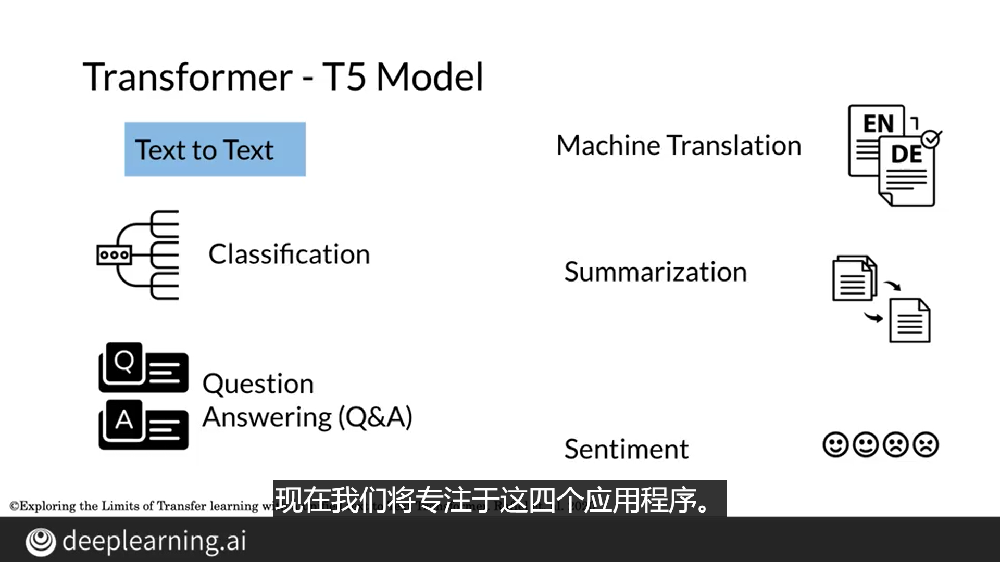 Transformer - T5 Model
Text to Text
Classification
Q
A
Question
Answering (Q&A)
Machine Translation
EN
DE
Summarization
Sentiment
现在我们将专注于这四个应用程序。
©Exploring the Limits of Transfer learning
deeplearning.ai